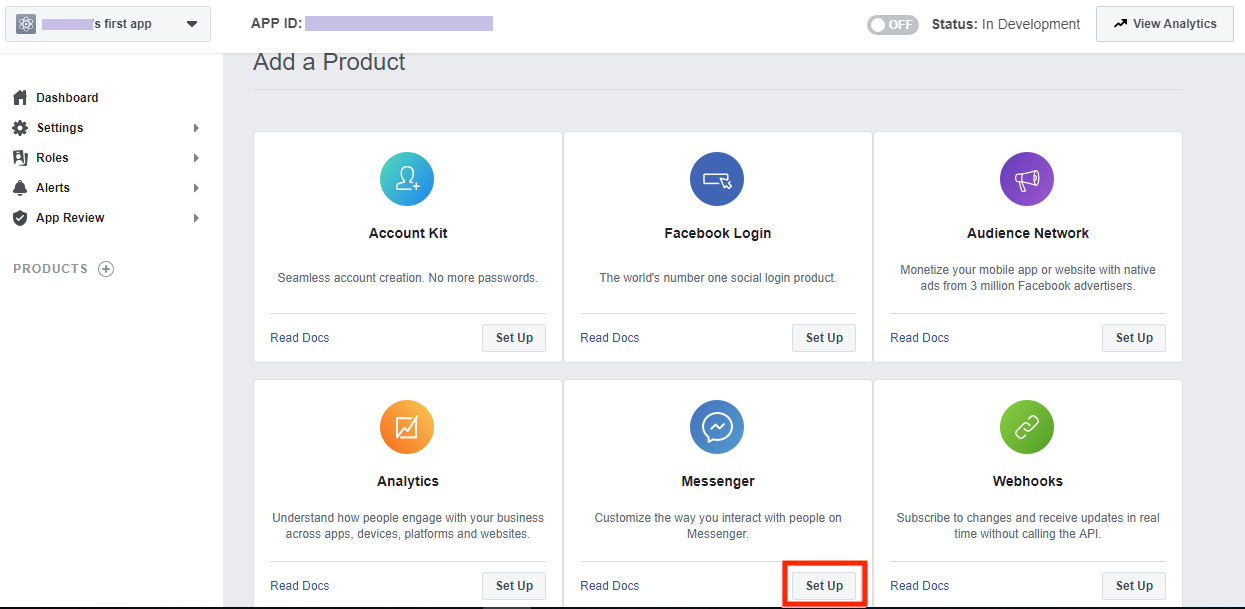 's first app
APP ID:
OFF
Status: In Development
View Analytics
Add a Product
Dashboard
Settings
Roles
Alerts
App Review
PRODUCTS
Account Kit
Seamless account creation. No more passwords.
Read Docs
Set Up
Facebook Login
The world's number one social login product.
Read Docs
Set Up
Audience Network
Monetize your mobile app or website with native
ads from 3 million Facebook advertisers.
Read Docs
Set Up
Analytics
Understand how people engage with your business
across apps, devices, platforms and websites.
Read Docs
Set Up
Messenger
Customize the way you interact with people on
Messenger.
Read Docs
Set Up
Webhooks
Subscribe to changes and receive updates in real
time without calling the API.
Read Docs
Set Up